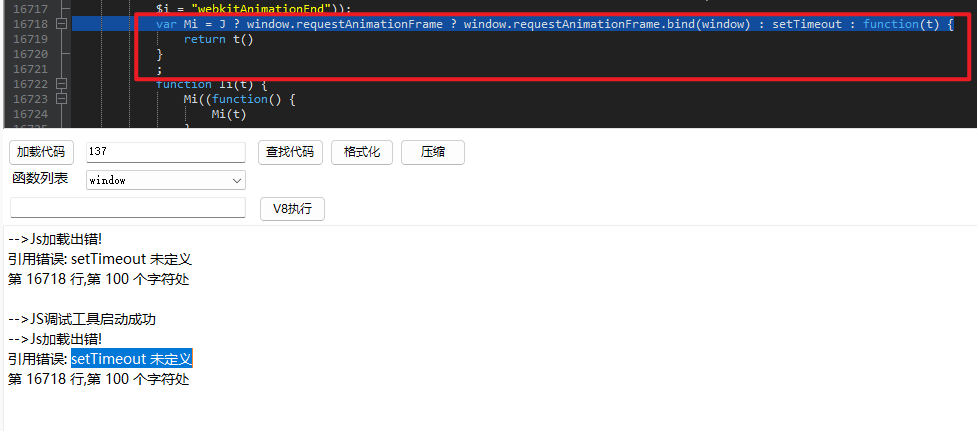 16717 $i = "webkitAnimationEnd"));
16718 var Mi = J ? window.requestAnimationFrame ? window.requestAnimationFrame.bind(window) : setTimeout : function(t) {
16719 return t()
16720 }
16721 ;
16722 function Ii(t) {
16723 Mi((function() {
16724 Mi(t)
加载代码 137 查找代码 格式化 压缩
函数列表 window
V8执行
-->Js加载出错!
引用错误: setTimeout 未定义
第 16718 行,第 100 个字符处
-->JS调试工具启动成功
-->Js加载出错!
引用错误: setTimeout 未定义
第 16718 行,第 100 个字符处